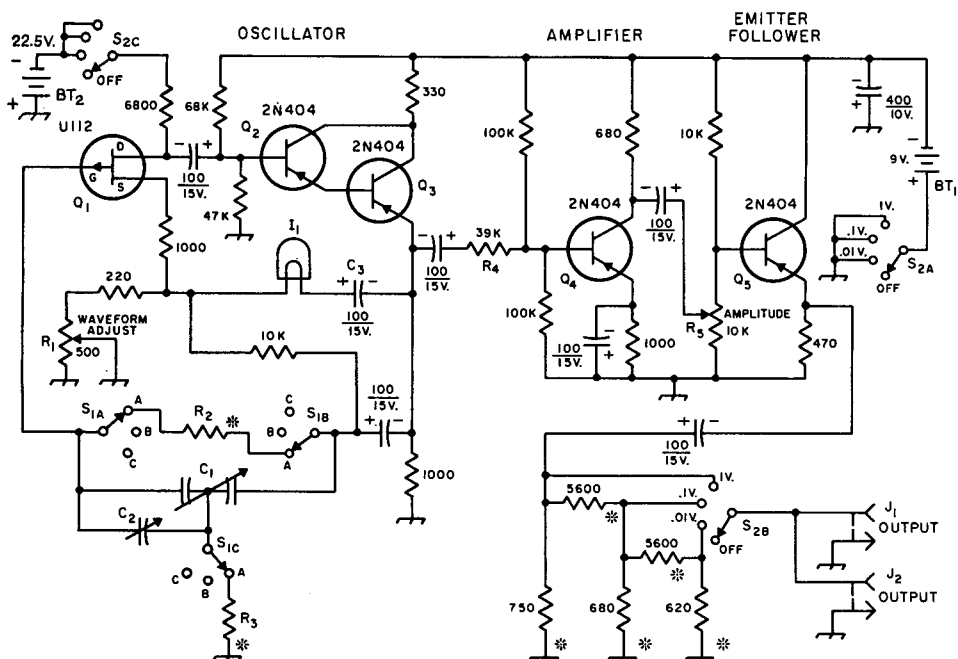 OSCILLATOR
AMPLIFIER
EMITTER
FOLLOWER
22.5V.
S2C
OFF
-
+
BT2
6800
68K
330
100K
680
10K
400
10V.
-
+
9V.
BT1
U112
D
G
S
Q1
- +
100
15V.
2N404
Q2
2N404
Q3
47K
1000
I1
C3
+ -
100
15V.
- +
100
15V.
39K
R4
2N404
Q4
- +
100
15V.
2N404
Q5
1V.
.1V.
.01V.
OFF
S2A
220
WAVEFORM
ADJUST
R1
500
10K
100K
100
15V.
-
+
1000
R5
AMPLITUDE
10K
470
S1A
A
B
C
R2
※
C
B
A
S1B
100
15V.
+ -
1000
C1
C2
S1C
C
B
A
R3
※
+ -
100
15V.
1V.
5600
※
.1V.
.01V.
OFF
S2B
5600
※
750
※
680
※
620
※
J1
OUTPUT
J2
OUTPUT